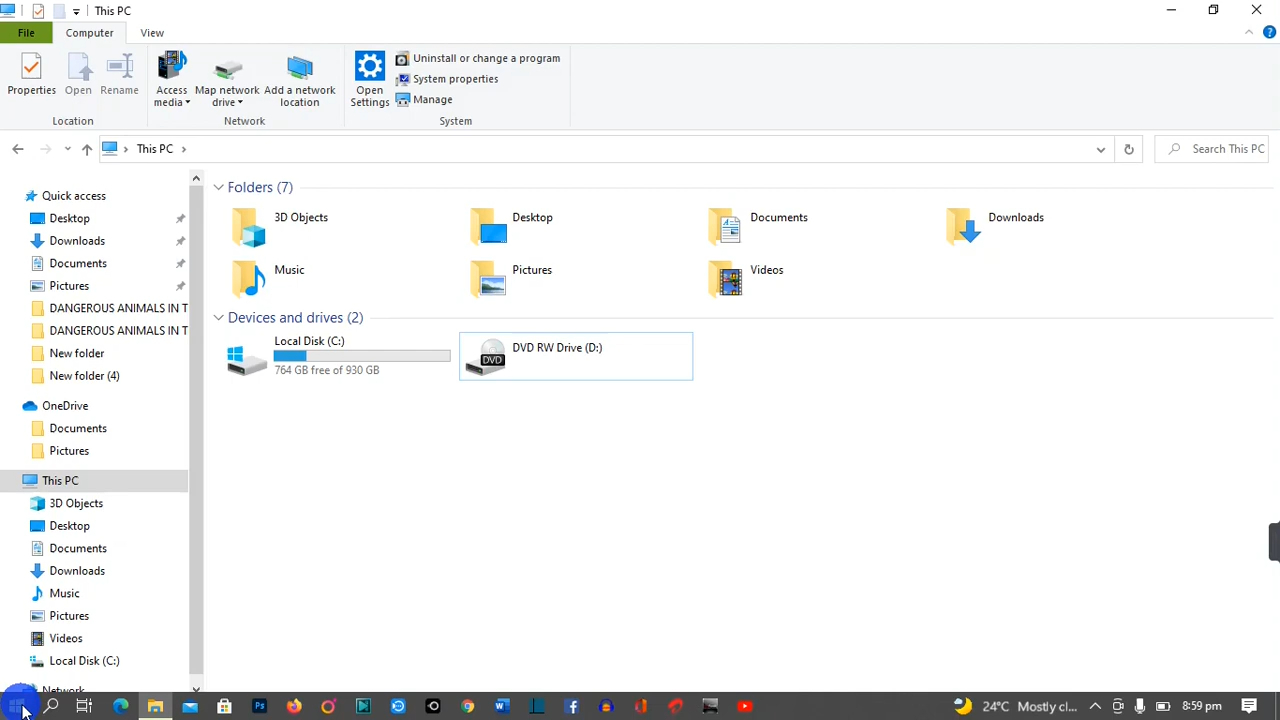 This PC
File
Computer
View
Properties
Open
Rename
Access media
Map network drive
Add a network location
Open Settings
Uninstall or change a program
System properties
Manage
Location
Network
System
This PC
Search This PC
Quick access
Desktop
Downloads
Documents
Pictures
DANGEROUS ANIMALS IN T
DANGEROUS ANIMALS IN T
New folder
New folder (4)
OneDrive
Documents
Pictures
This PC
3D Objects
Desktop
Documents
Downloads
Music
Pictures
Videos
Local Disk (C:)
Network
Folders (7)
3D Objects
Desktop
Documents
Downloads
Music
Pictures
Videos
Devices and drives (2)
Local Disk (C:)
764 GB free of 930 GB
DVD
DVD RW Drive (D:)
Ps
W
24°C Mostly cl...
8:59 pm